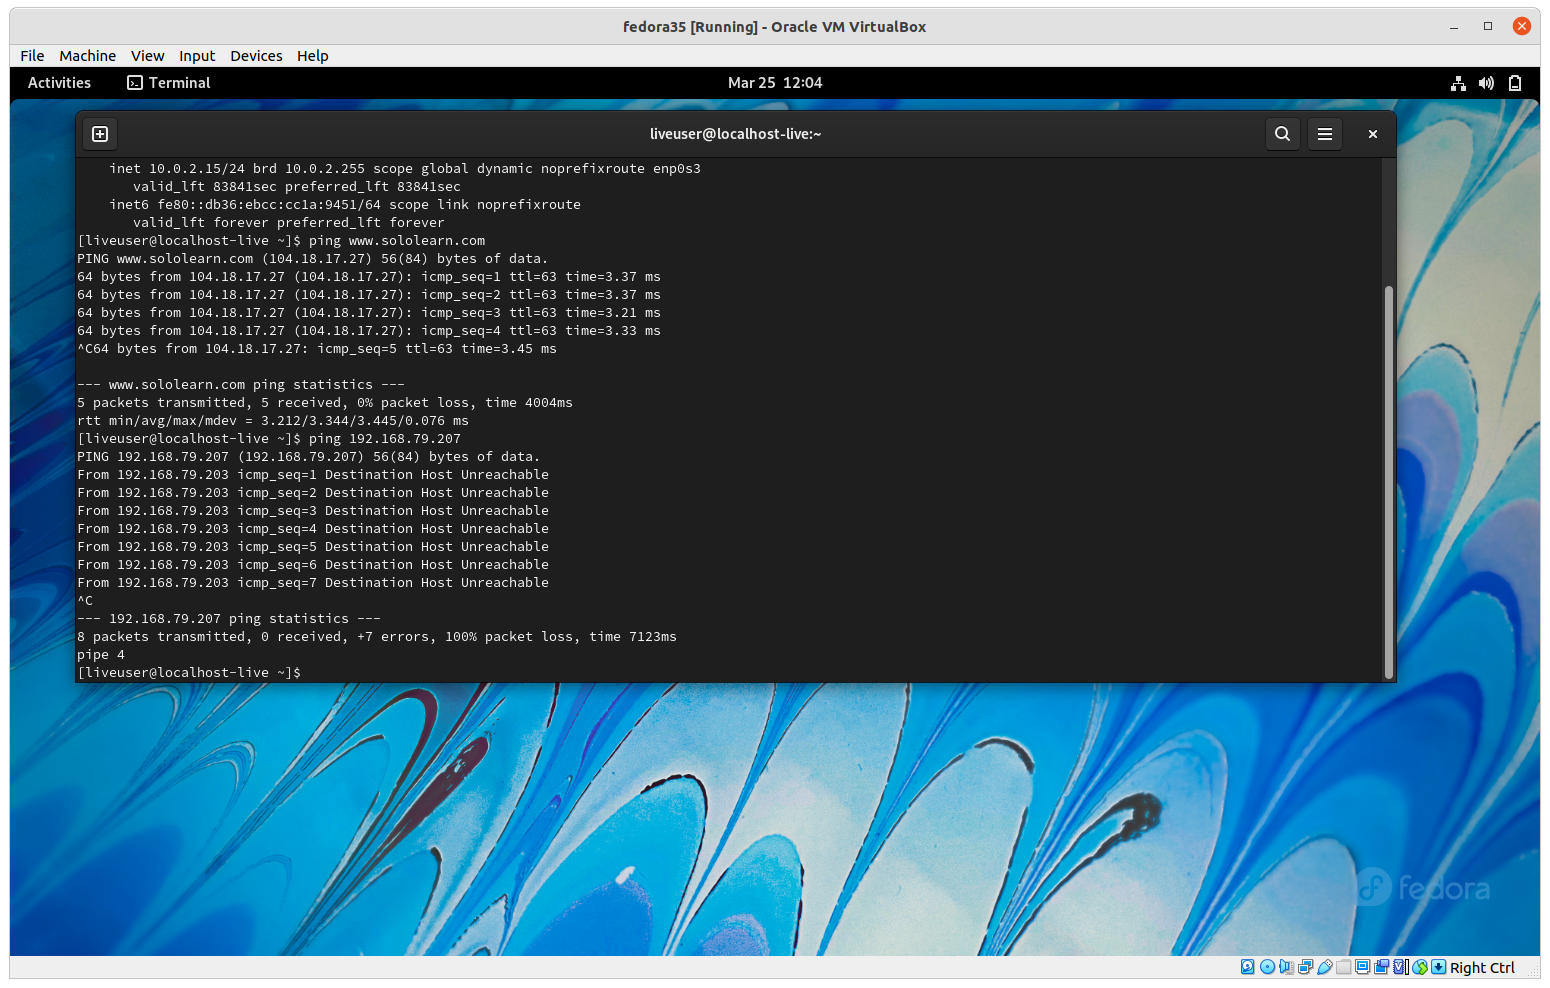 fedora35 [Running] - Oracle VM VirtualBox
File Machine View Input Devices Help
Activities Terminal Mar 25 12:04
liveuser@localhost-live:~
inet 10.0.2.15/24 brd 10.0.2.255 scope global dynamic noprefixroute enp0s3
valid_lft 83841sec preferred_lft 83841sec
inet6 fe80::db36:ebcc:cc1a:9451/64 scope link noprefixroute
valid_lft forever preferred_lft forever
[liveuser@localhost-live ~]$ ping www.sololearn.com
PING www.sololearn.com (104.18.17.27) 56(84) bytes of data.
64 bytes from 104.18.17.27 (104.18.17.27): icmp_seq=1 ttl=63 time=3.37 ms
64 bytes from 104.18.17.27 (104.18.17.27): icmp_seq=2 ttl=63 time=3.37 ms
64 bytes from 104.18.17.27 (104.18.17.27): icmp_seq=3 ttl=63 time=3.21 ms
64 bytes from 104.18.17.27 (104.18.17.27): icmp_seq=4 ttl=63 time=3.33 ms
^C64 bytes from 104.18.17.27: icmp_seq=5 ttl=63 time=3.45 ms
--- www.sololearn.com ping statistics ---
5 packets transmitted, 5 received, 0% packet loss, time 4004ms
rtt min/avg/max/mdev = 3.212/3.344/3.445/0.076 ms
[liveuser@localhost-live ~]$ ping 192.168.79.207
PING 192.168.79.207 (192.168.79.207) 56(84) bytes of data.
From 192.168.79.203 icmp_seq=1 Destination Host Unreachable
From 192.168.79.203 icmp_seq=2 Destination Host Unreachable
From 192.168.79.203 icmp_seq=3 Destination Host Unreachable
From 192.168.79.203 icmp_seq=4 Destination Host Unreachable
From 192.168.79.203 icmp_seq=5 Destination Host Unreachable
From 192.168.79.203 icmp_seq=6 Destination Host Unreachable
From 192.168.79.203 icmp_seq=7 Destination Host Unreachable
^C
--- 192.168.79.207 ping statistics ---
8 packets transmitted, 0 received, +7 errors, 100% packet loss, time 7123ms
pipe 4
[liveuser@localhost-live ~]$
fedora
Right Ctrl